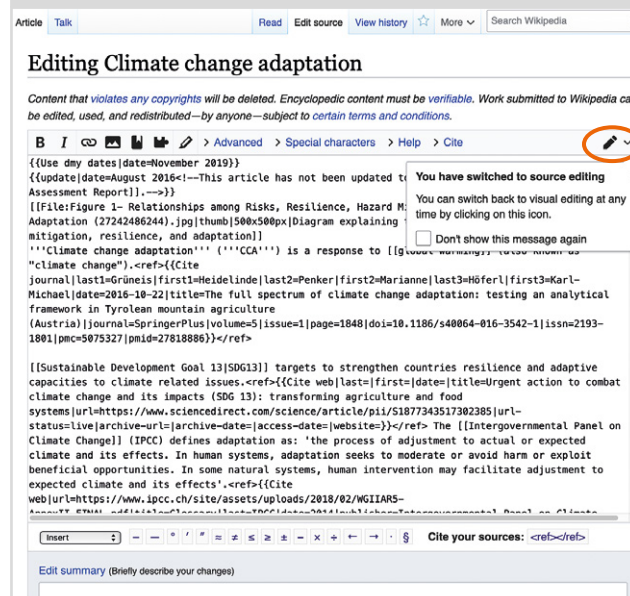 Article Talk Read Edit source View history More Search Wikipedia
Editing Climate change adaptation
Content that violates any copyrights will be deleted. Encyclopedic content must be verifiable. Work submitted to Wikipedia ca
be edited, used, and redistributed—by anyone—subject to certain terms and conditions.
B I > Advanced > Special characters > Help > Cite
{{Use dmy dates|date=November 2019}}
{{update|date=August 2016<!--This article has not been updated t
Assessment Report]].-->}}
[[File:Figure 1- Relationships among Risks, Resilience, Hazard M
Adaptation (27242486244).jpg|thumb|500x500px|Diagram explaining
mitigation, resilience, and adaptation]]
You have switched to source editing
You can switch back to visual editing at any
time by clicking on this icon.
Don't show this message again
'''Climate change adaptation''' ('''CCA''') is a response to [[global warming]] (also known as
"climate change").<ref>{{Cite
journal|last1=Grüneis|first1=Heidelinde|last2=Penker|first2=Marianne|last3=Höferl|first3=Karl-
Michael|date=2016-10-22|title=The full spectrum of climate change adaptation: testing an analytical
framework in Tyrolean mountain agriculture
(Austria)|journal=SpringerPlus|volume=5|issue=1|page=1848|doi=10.1186/s40064-016-3542-1|issn=2193-
1801|pmc=5075327|pmid=27818886}}</ref>
[[Sustainable Development Goal 13|SDG13]] targets to strengthen countries resilience and adaptive
capacities to climate related issues.<ref>{{Cite web|last=|first=|date=|title=Urgent action to combat
climate change and its impacts (SDG 13): transforming agriculture and food
systems|url=https://www.sciencedirect.com/science/article/pii/S1877343517302385|url-
status=live|archive-url=|archive-date=|access-date=|website=}}</ref> The [[Intergovernmental Panel on
Climate Change]] (IPCC) defines adaptation as: 'the process of adjustment to actual or expected
climate and its effects. In human systems, adaptation seeks to moderate or avoid harm or exploit
beneficial opportunities. In some natural systems, human intervention may facilitate adjustment to
expected climate and its effects'.<ref>{{Cite
web|url=https://www.ipcc.ch/site/assets/uploads/2018/02/WGIIAR5-
AnnexII_FINAL.pdf|title=Glossary|last=IPCC|date=2014|publisher=Intergovernmental Panel on Climate
Insert – — ° ′ ″ ≈ ≠ ≤ ≥ ± − × ÷ ← → · § Cite your sources: <ref></ref>
Edit summary (Briefly describe your changes)